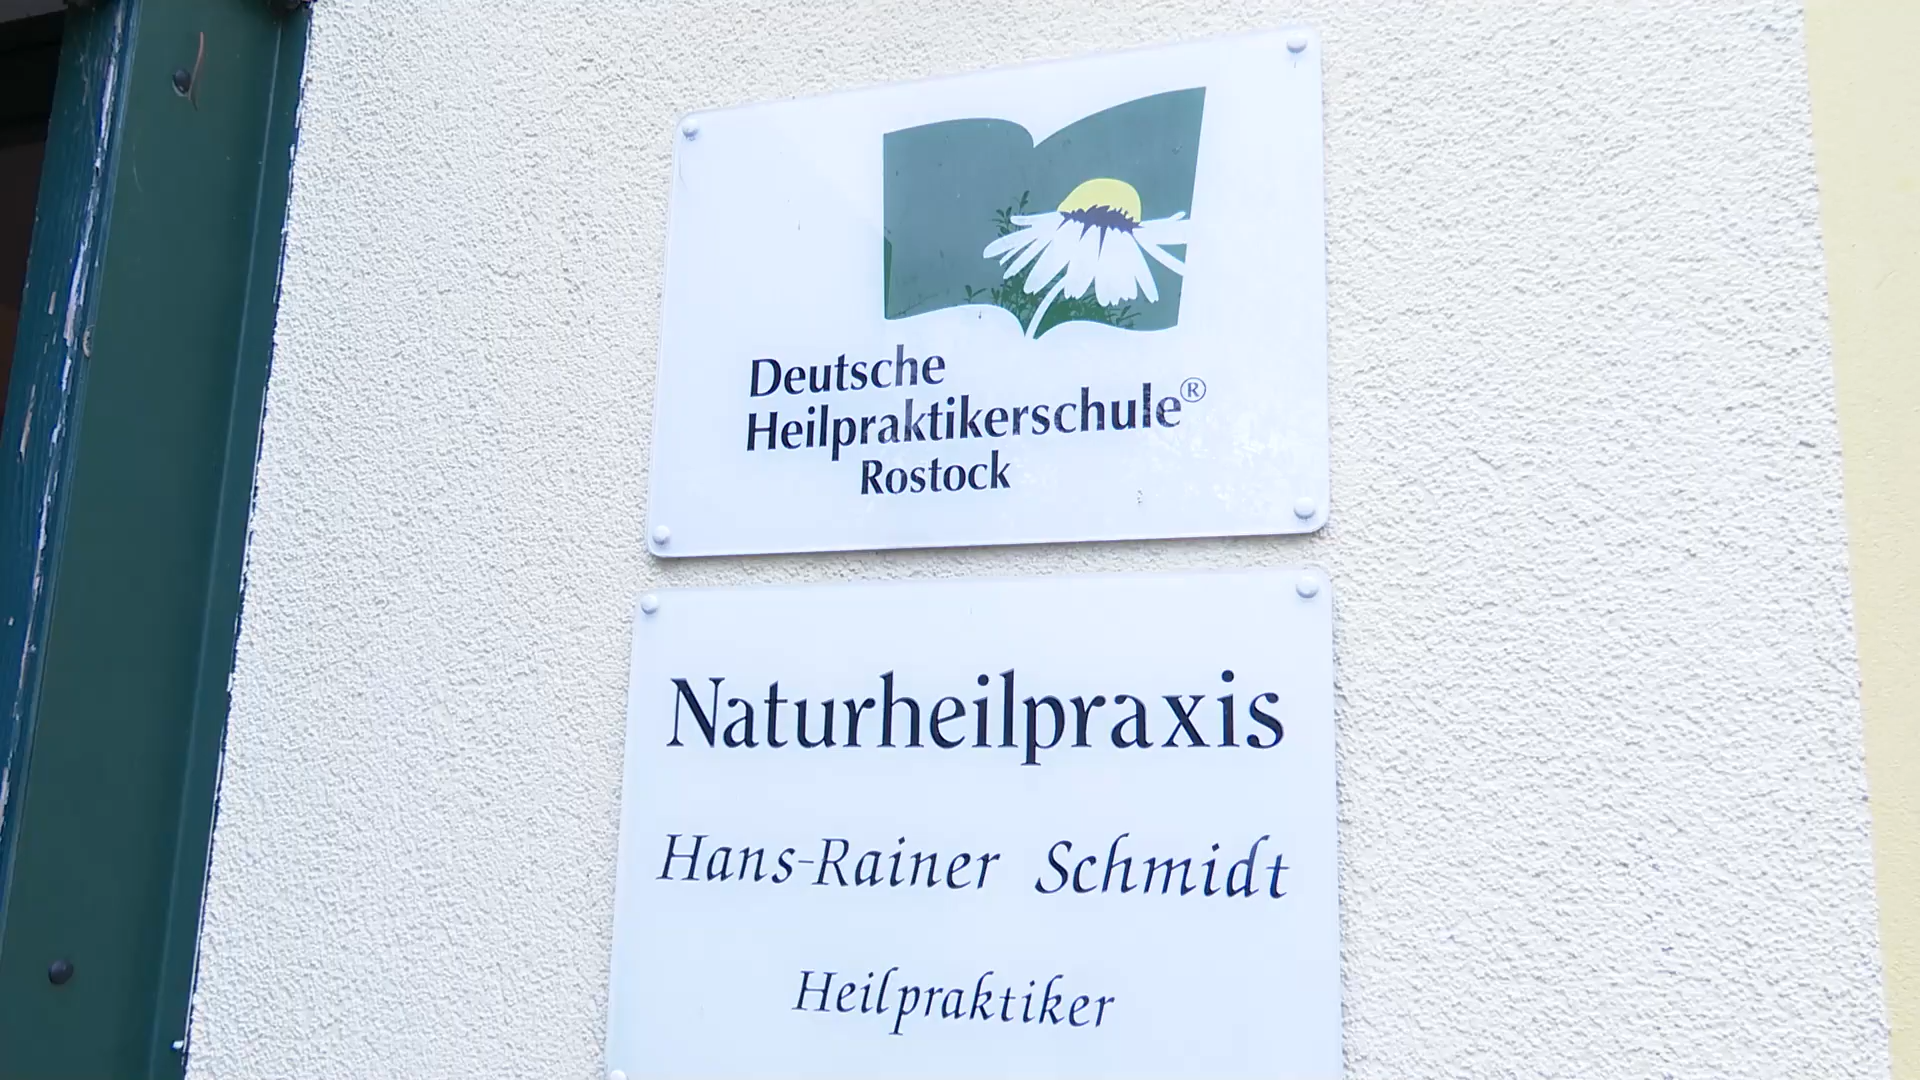 Deutsche
Heilpraktikerschule®
Rostock
Naturheilpraxis
Hans-Rainer Schmidt
Heilpraktiker